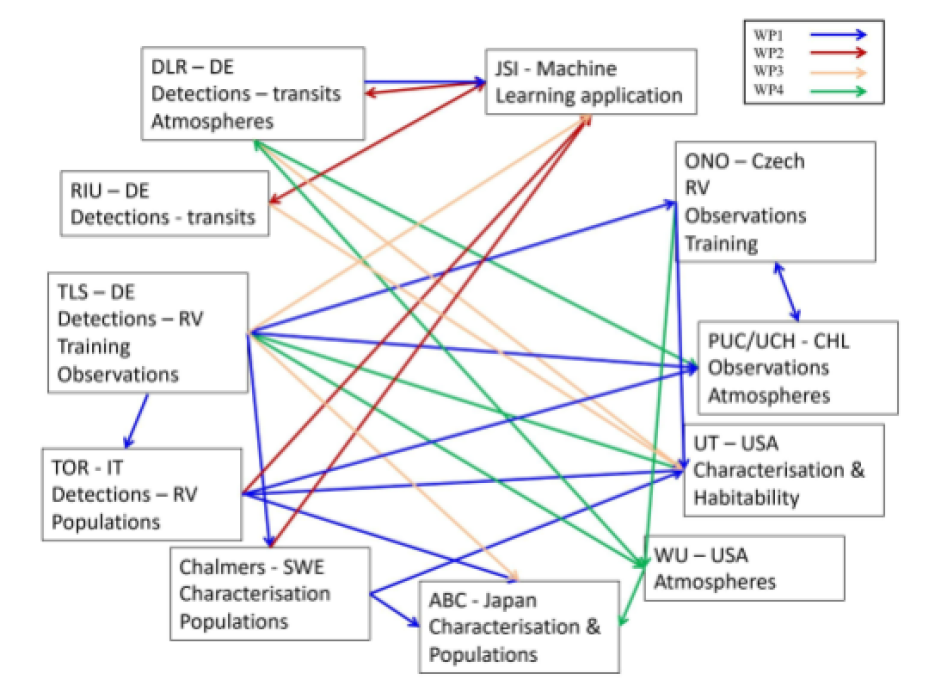 WP1
WP2
WP3
WP4
DLR – DE
Detections – transits
Atmospheres
JSI - Machine
Learning application
ONO – Czech
RV
Observations
Training
RIU – DE
Detections - transits
TLS – DE
Detections – RV
Training
Observations
PUC/UCH - CHL
Observations
Atmospheres
UT – USA
Characterisation &
Habitability
TOR - IT
Detections – RV
Populations
WU – USA
Atmospheres
Chalmers - SWE
Characterisation
Populations
ABC - Japan
Characterisation &
Populations